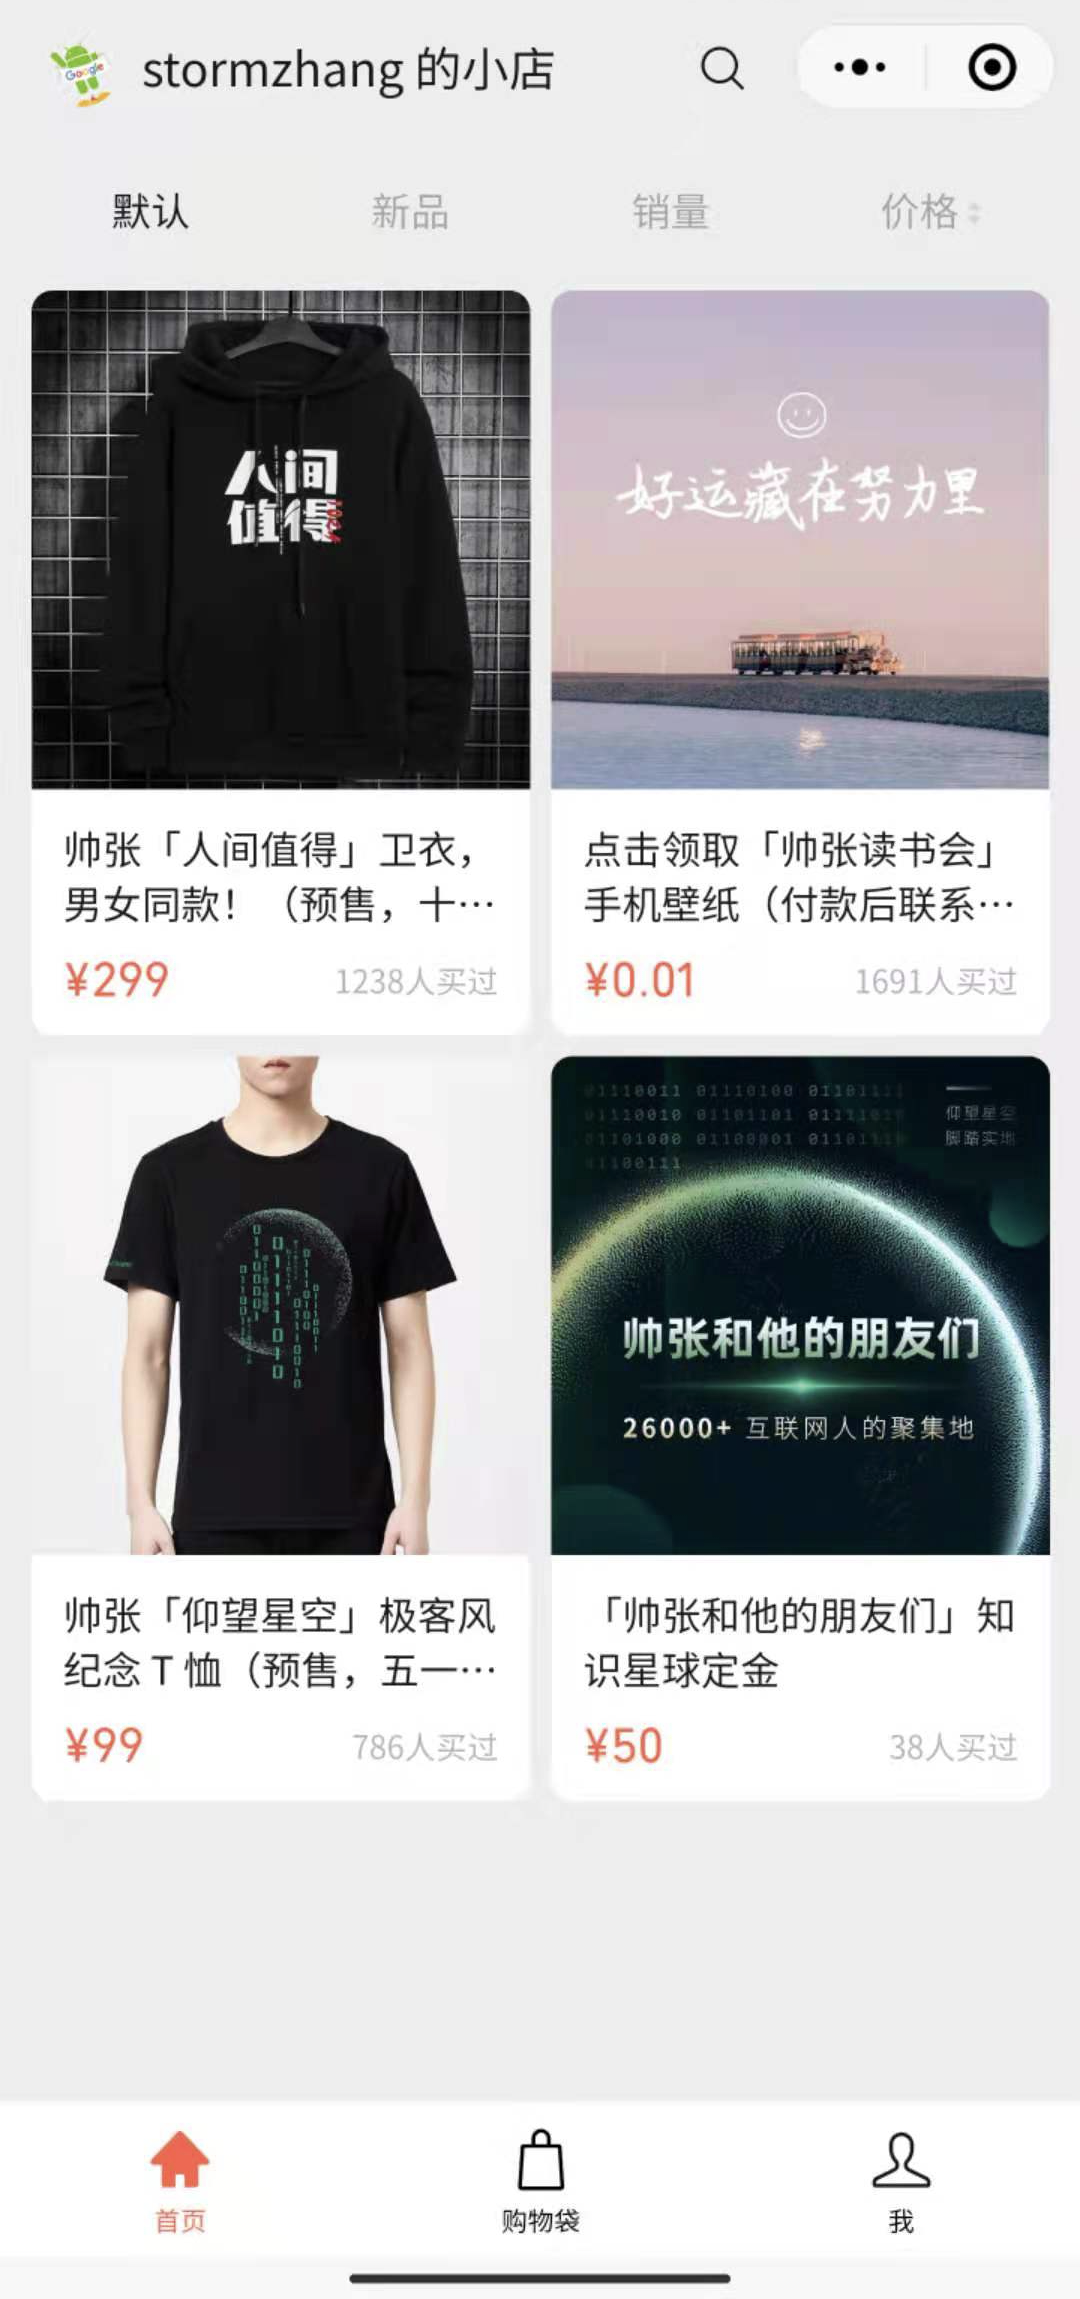 stormzhang 的小店
默认
新品
销量
价格
人间
值得
好运藏在努力里
帅张「人间值得」卫衣，
男女同款！（预售，十…
¥299
1238人买过
点击领取「帅张读书会」
手机壁纸（付款后联系…
¥0.01
1691人买过
01110011 01110100 01101111
01110010 01101101 01111010
01101000 01100001 01101110
01100111
仰望星空
脚踏实地
帅张和他的朋友们
26000+ 互联网人的聚集地
帅张「仰望星空」极客风
纪念 T 恤（预售，五一…
¥99
786人买过
「帅张和他的朋友们」知
识星球定金
¥50
38人买过
首页
购物袋
我